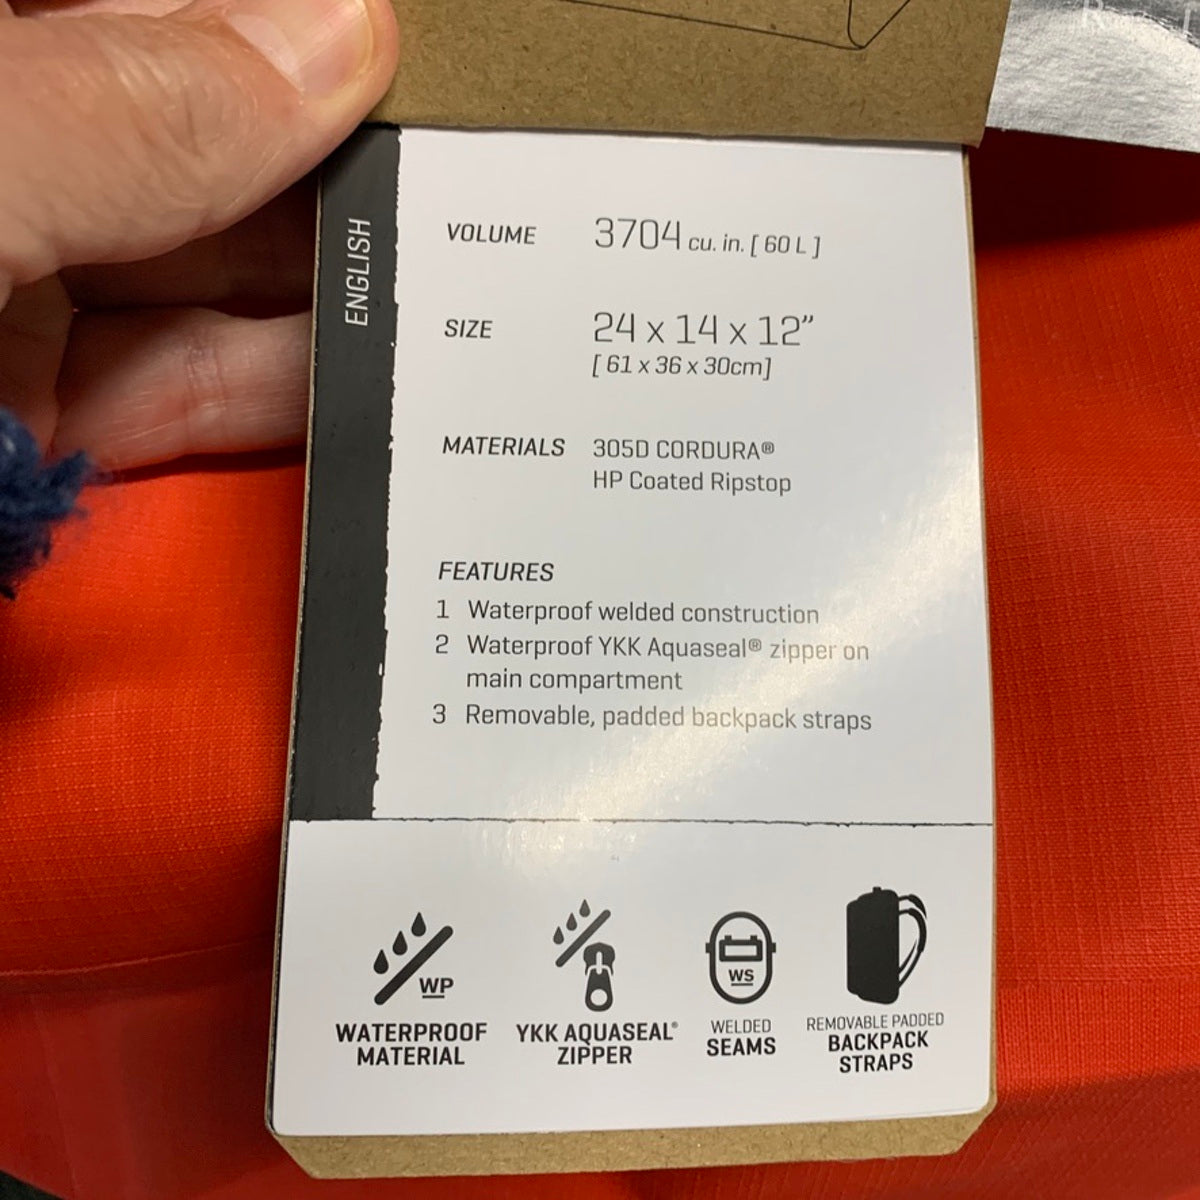 ENGLISH
VOLUME 3704 cu. in. [ 60 L ]
SIZE 24 x 14 x 12”
[ 61 x 36 x 30cm]
MATERIALS 305D CORDURA®
HP Coated Ripstop
FEATURES
1 Waterproof welded construction
2 Waterproof YKK Aquaseal® zipper on
main compartment
3 Removable, padded backpack straps
WP
WS
WATERPROOF
MATERIAL
YKK AQUASEAL®
ZIPPER
WELDED
SEAMS
REMOVABLE PADDED
BACKPACK
STRAPS